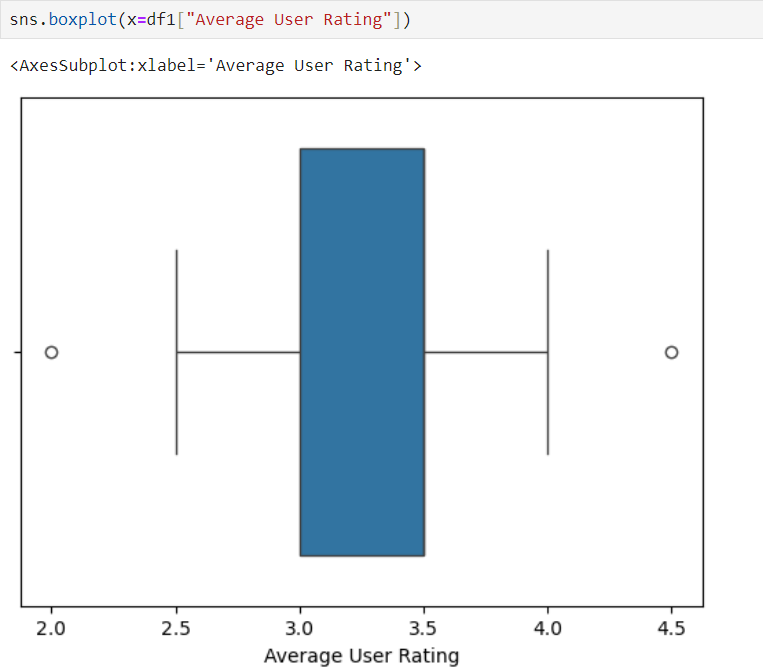 sns.boxplot(x=df1["Average User Rating"])
<AxesSubplot:xlabel='Average User Rating'>
2.0 2.5 3.0 3.5 4.0 4.5
Average User Rating